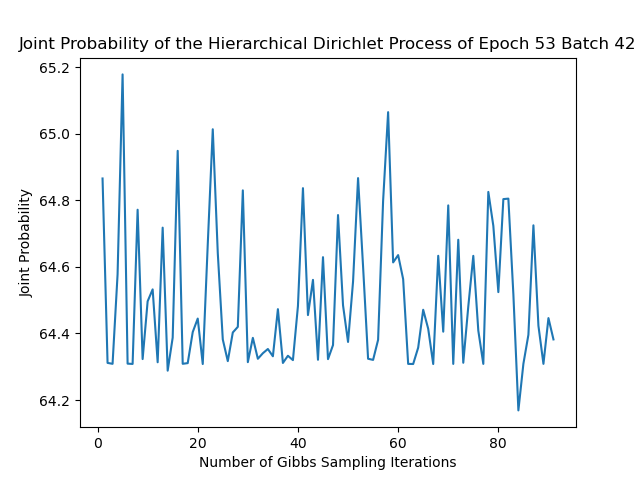 Joint Probability of the Hierarchical Dirichlet Process of Epoch 53 Batch 42
65.2
65.0
64.8
64.6
64.4
64.2
Joint Probability
0 20 40 60 80
Number of Gibbs Sampling Iterations